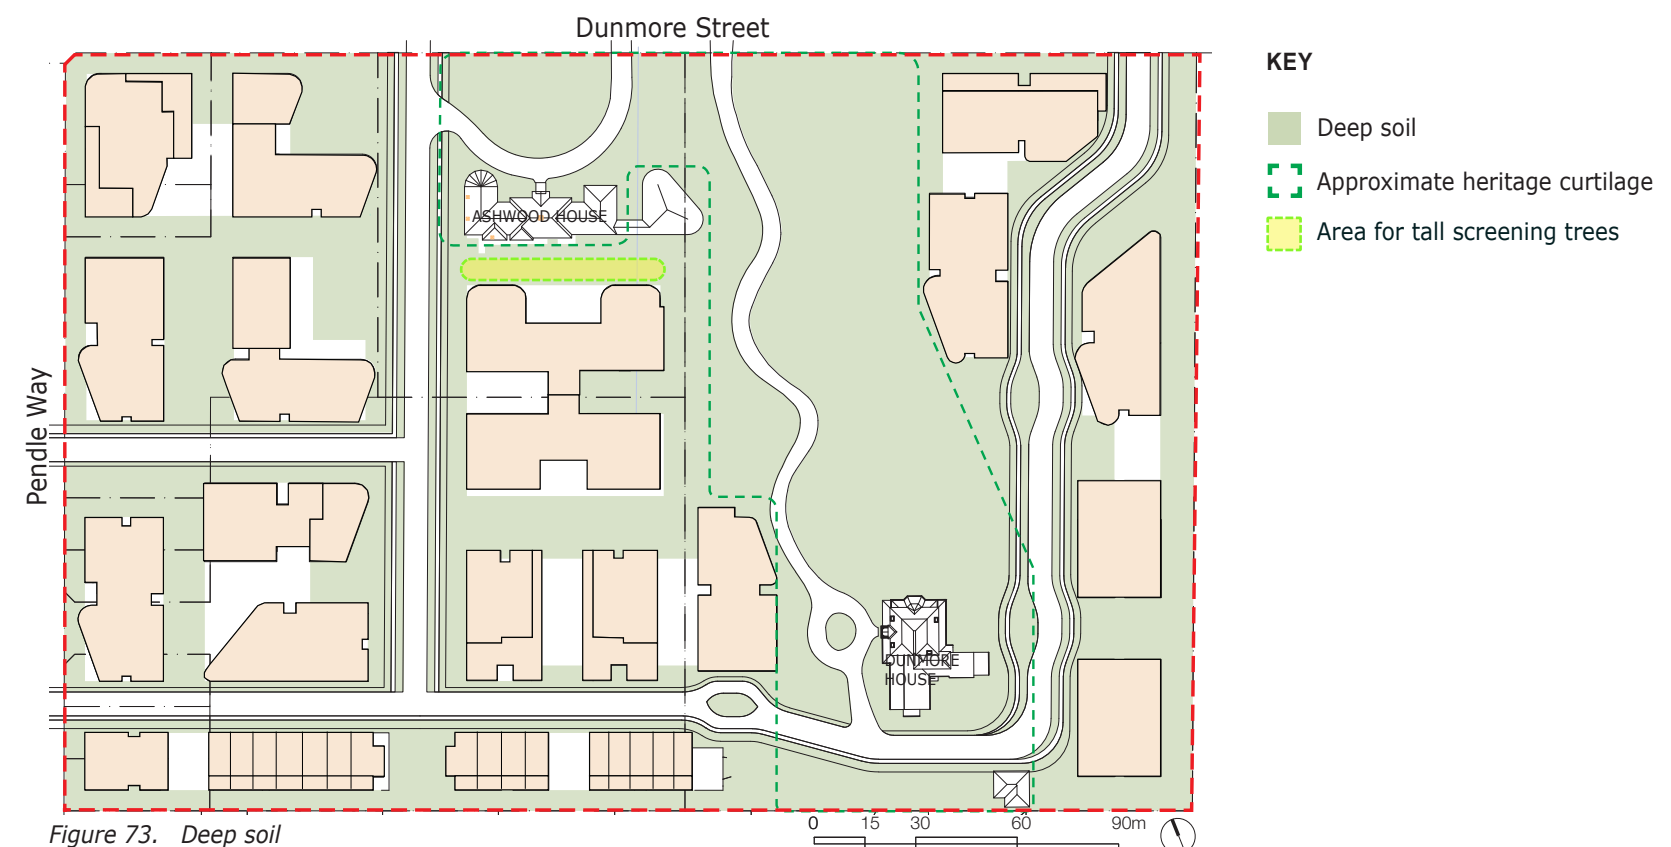 Dunmore Street
KEY
Deep soil
Approximate heritage curtilage
Area for tall screening trees
ASHWOOD HOUSE
Pendle Way
DUNMORE
HOUSE
0 15 30 60 90m
Figure 73. Deep soil